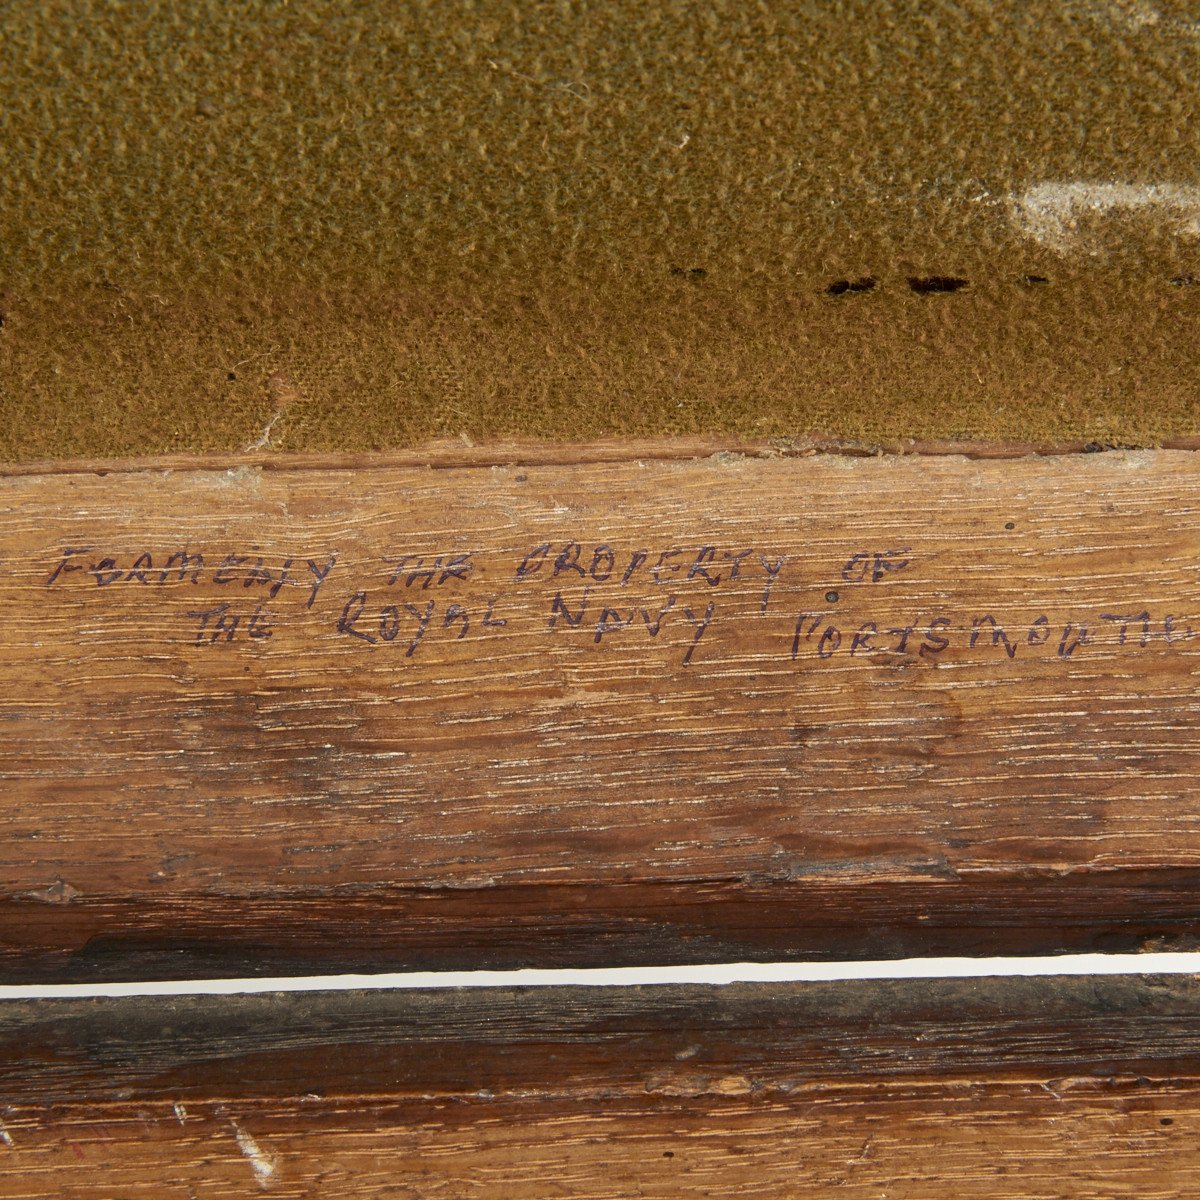 FORMERLY THE PROPERTY OF
THE ROYAL NAVY PORTSMOUTH